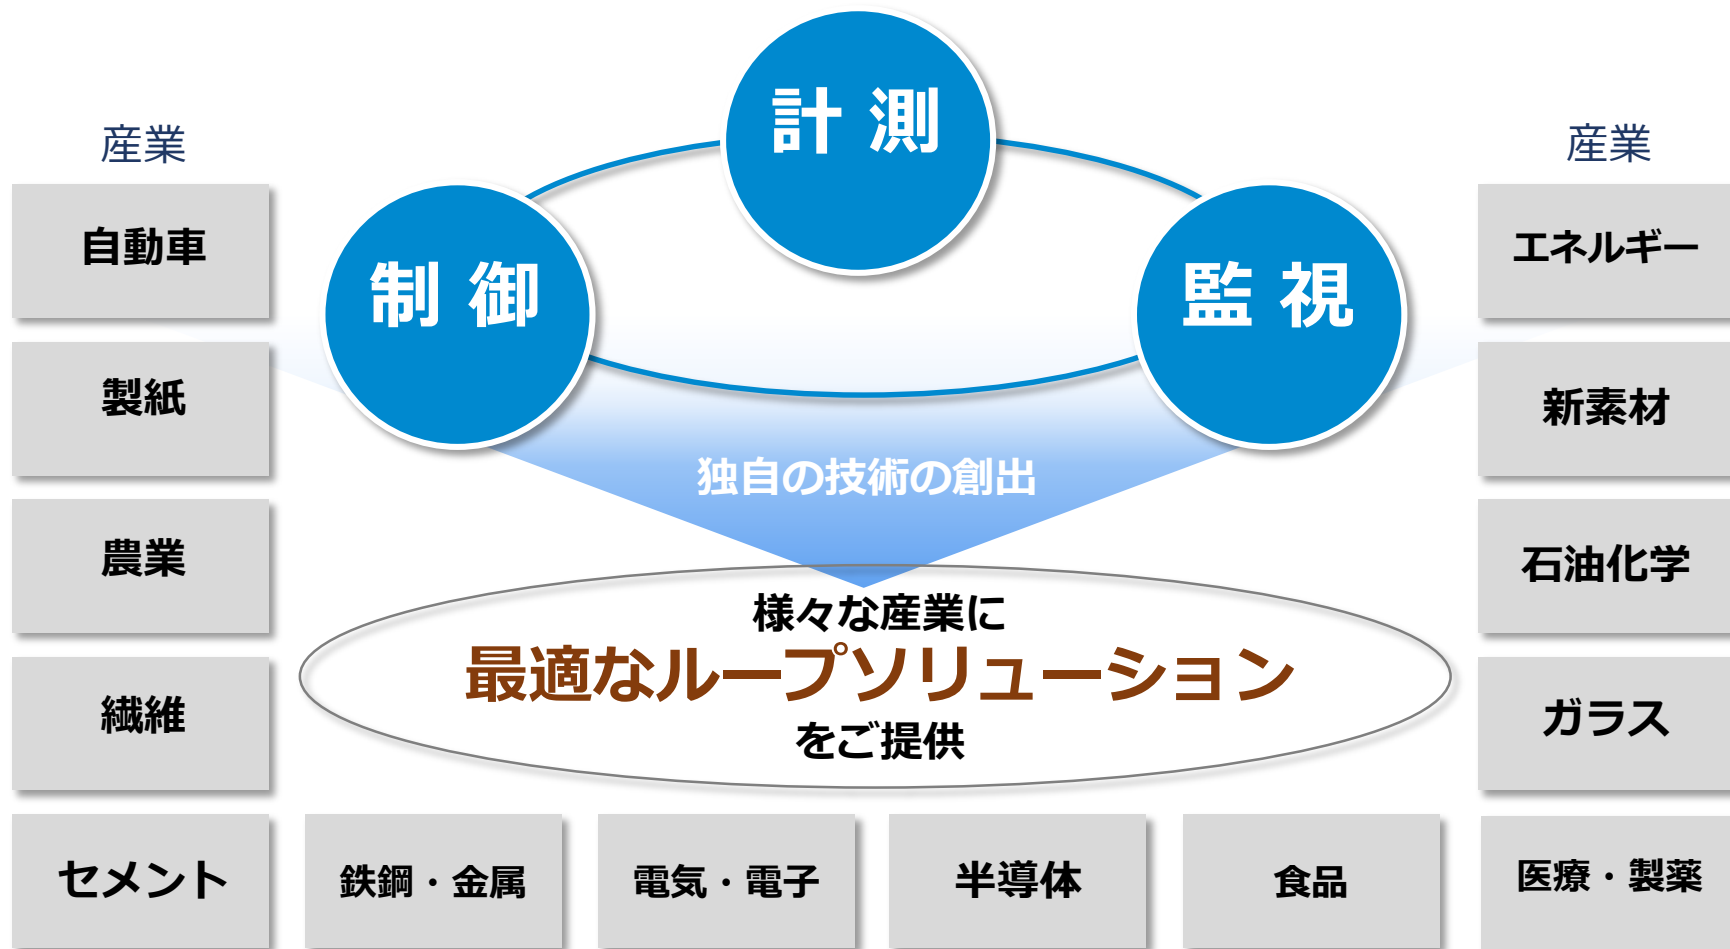 計 測
産業
産業
制 御
監 視
自動車
エネルギー
製紙
新素材
独自の技術の創出
農業
石油化学
様々な産業に
最適なループソリューション
をご提供
繊維
ガラス
セメント
鉄鋼・金属
電気・電子
半導体
食品
医療・製薬